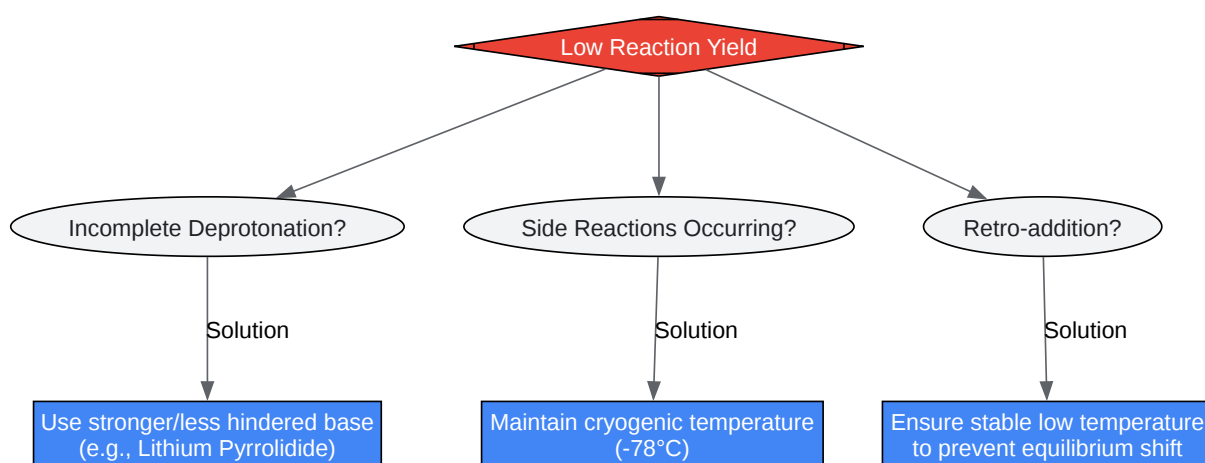 Low Reaction Yield
Incomplete Deprotonation?
Side Reactions Occurring?
Retro-addition?
Solution
Solution
Solution
Use stronger/less hindered base
(e.g., Lithium Pyrrolidide)
Maintain cryogenic temperature
(-78°C)
Ensure stable low temperature
to prevent equilibrium shift